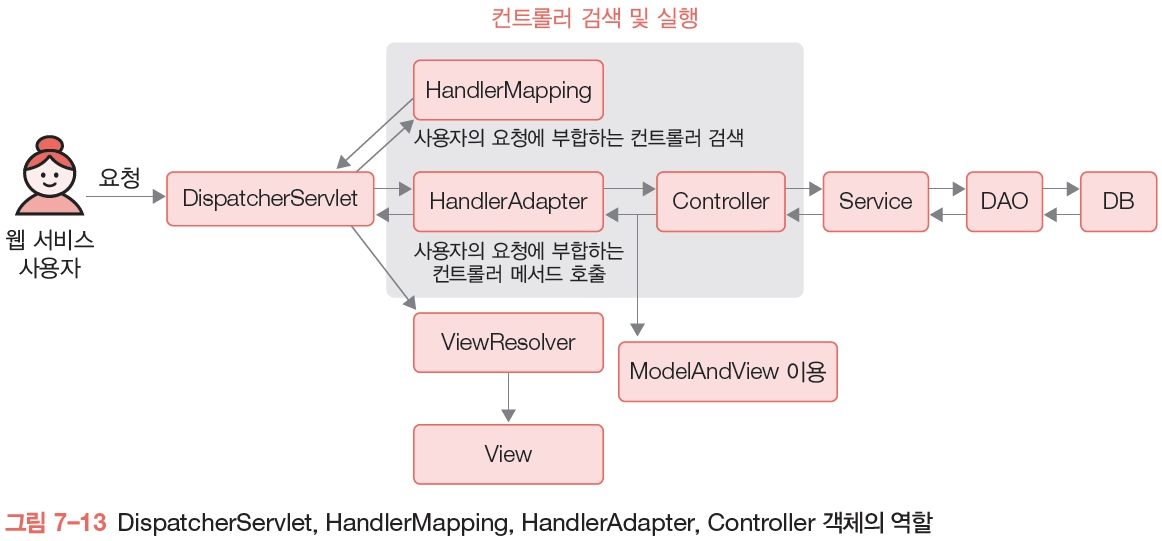 컨트롤러 검색 및 실행
HandlerMapping
사용자의 요청에 부합하는 컨트롤러 검색
요청
DispatcherServlet
HandlerAdapter
Controller
Service
DAO
DB
웹 서비스
사용자
사용자의 요청에 부합하는
컨트롤러 메서드 호출
ViewResolver
ModelAndView 이용
View
그림 7-13 DispatcherServlet, HandlerMapping, HandlerAdapter, Controller 객체의 역할